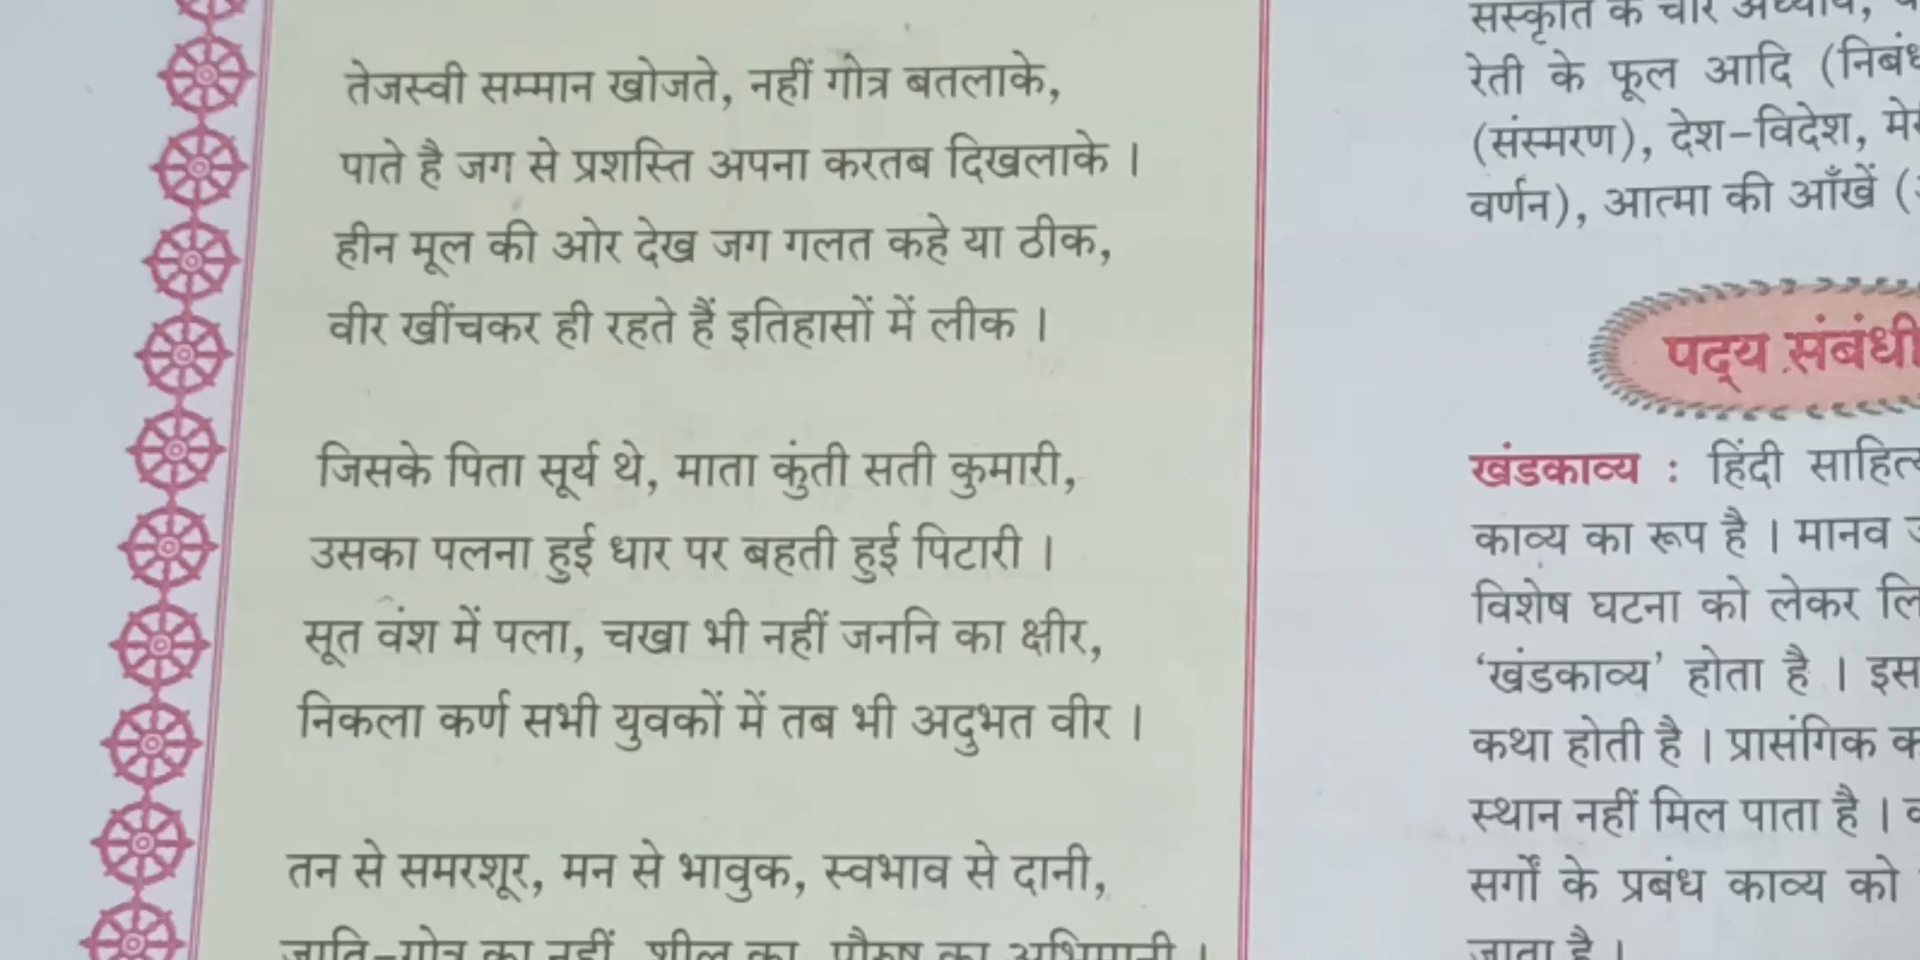 तेजस्वी सम्मान खोजते, नहीं गोत्र बतलाके,
पाते है जग से प्रशस्ति अपना करतब दिखलाके ।
हीन मूल की ओर देख जग गलत कहे या ठीक,
वीर खींचकर ही रहते हैं इतिहासों में लीक ।
जिसके पिता सूर्य थे, माता कुंती सती कुमारी,
उसका पलना हुई धार पर बहती हुई पिटारी ।
सूत वंश में पला, चखा भी नहीं जननि का क्षीर,
निकला कर्ण सभी युवकों में तब भी अदुभत वीर ।
तन से समरशूर, मन से भावुक, स्वभाव से दानी,
जाति-गोत्र का नहीं, शील का, पौरुष का अभिमानी ।
संस्कृति के चार अध्याय,
रेती के फूल आदि
(संस्मरण), देश-विदेश,
वर्णन), आत्मा की आँखें
पद्य संबंधी
खंडकाव्य : हिंदी
काव्य का रूप है । मानव
विशेष घटना को लेकर
‘खंडकाव्य’ होता है ।
कथा होती है । प्रासंगिक
स्थान नहीं मिल पाता है ।
सर्गों के प्रबंध काव्य को
जाता है ।